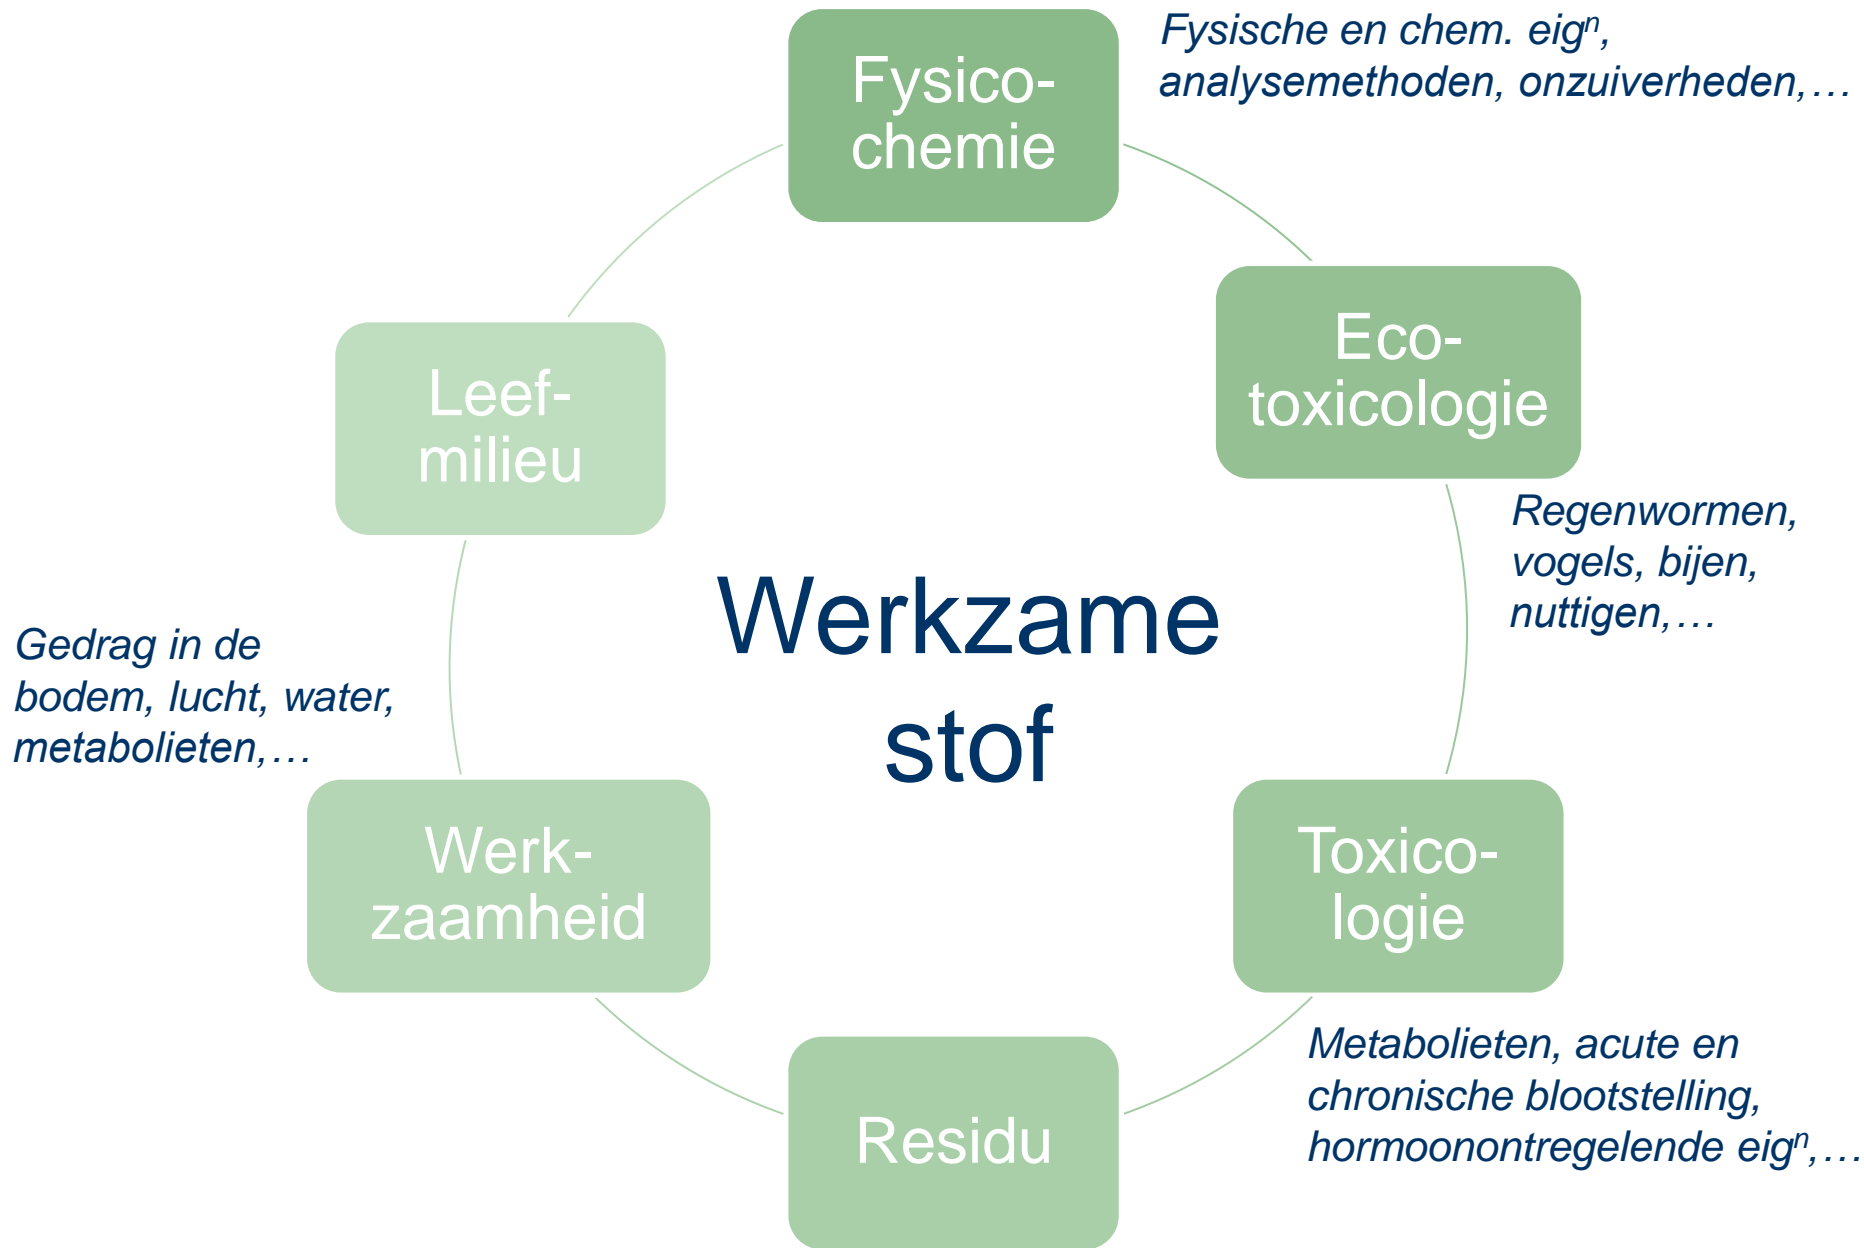 Fysico-
chemie
Fysische en chem. eigⁿ,
analysemethoden, onzuiverheden,…
Eco-
toxicologie
Regenwormen,
vogels, bijen,
nuttigen,…
Toxico-
logie
Metabolieten, acute en
chronische blootstelling,
hormoonontregelende eigⁿ,…
Residu
Werk-
zaamheid
Leef-
milieu
Gedrag in de
bodem, lucht, water,
metabolieten,…
Werkzame
stof